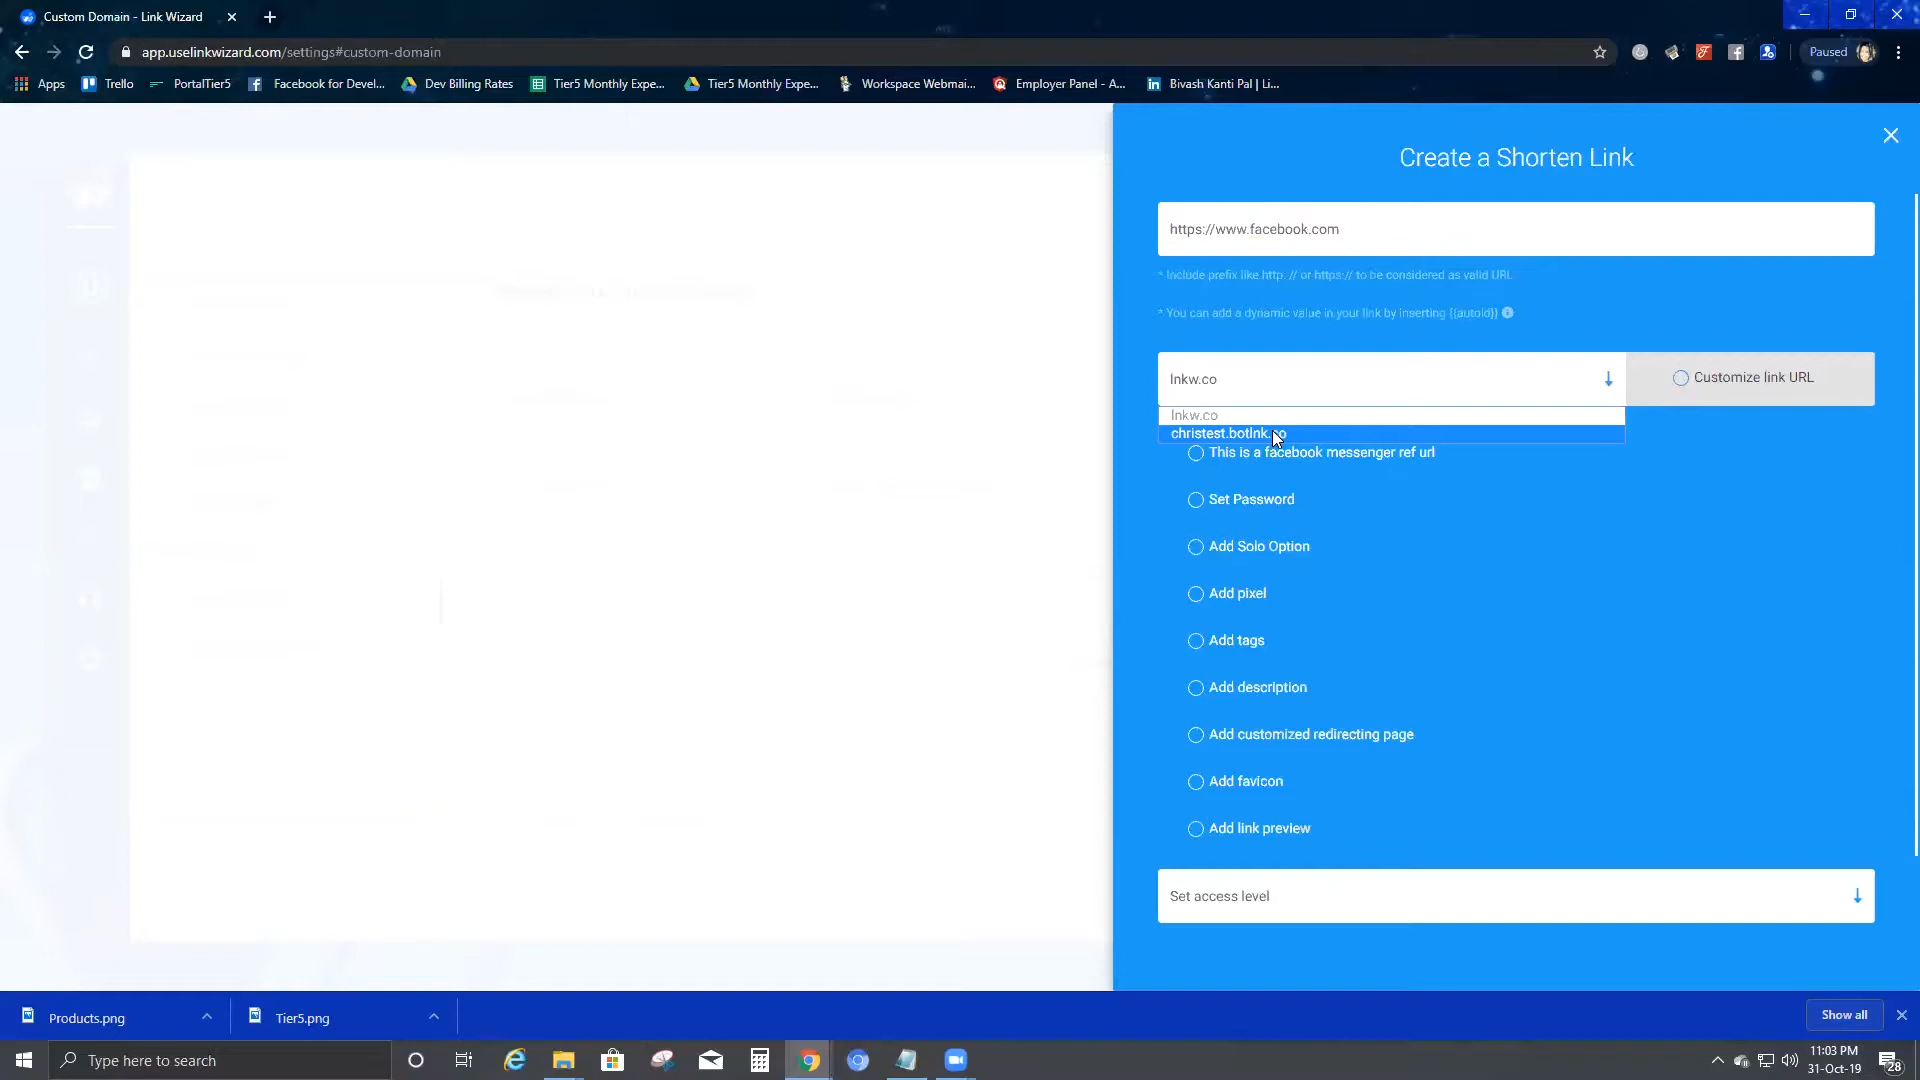 Custom Domain - Link Wizard
app.uselinkwizard.com/settings#custom-domain
Paused
Apps
Trello
PortalTier5
Facebook for Devel...
Dev Billing Rates
Tier5 Monthly Expe...
Tier5 Monthly Expe...
Workspace Webmai...
Employer Panel - A...
Bivash Kanti Pal | Li...
Create a Shorten Link
https://www.facebook.com
* Include prefix like http:// or https:// to be considered as valid URL
* You can add a dynamic value in your link by inserting {{autoId}}
lnkw.co
Customize link URL
lnkw.co
christest.botlnk.co
This is a facebook messenger ref url
Set Password
Add Solo Option
Add pixel
Add tags
Add description
Add customized redirecting page
Add favicon
Add link preview
Set access level
Products.png
Tier5.png
Show all
Type here to search
11:03 PM
31-Oct-19
28